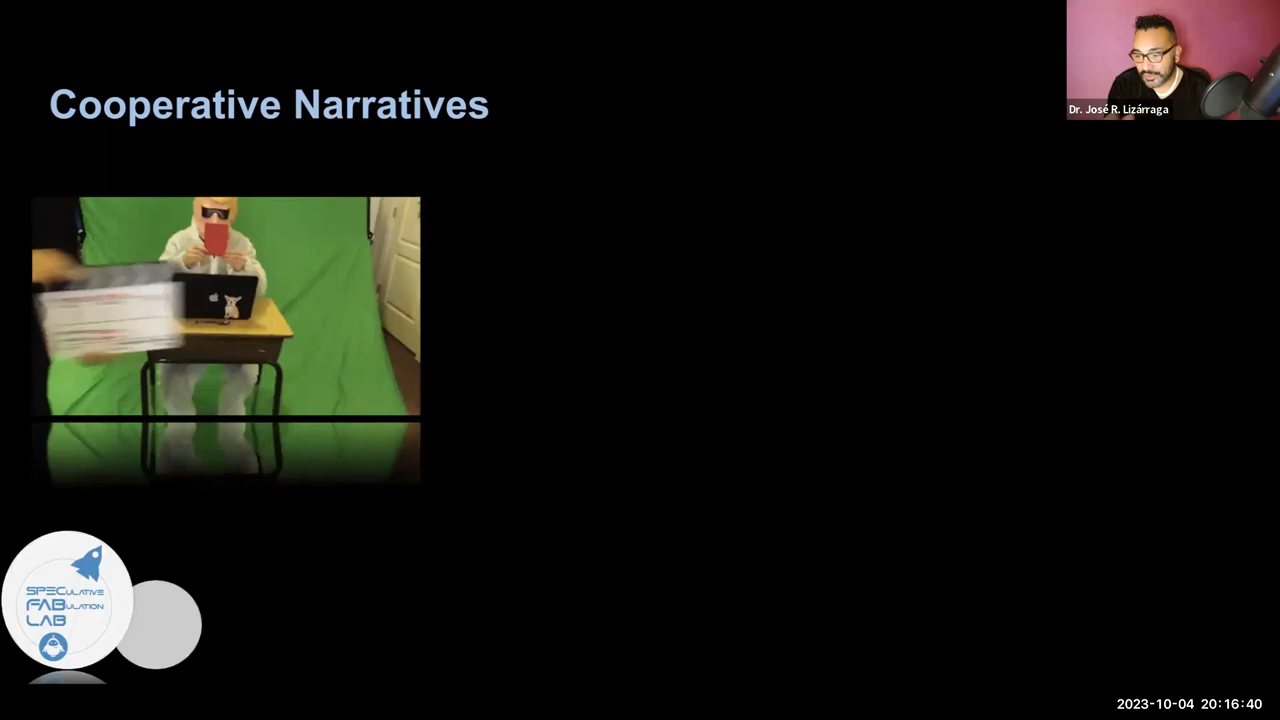 Cooperative Narratives
Dr. José R. Lizárraga
SPECULATIVE
FABULATION
LAB
2023-10-04 20:16:40